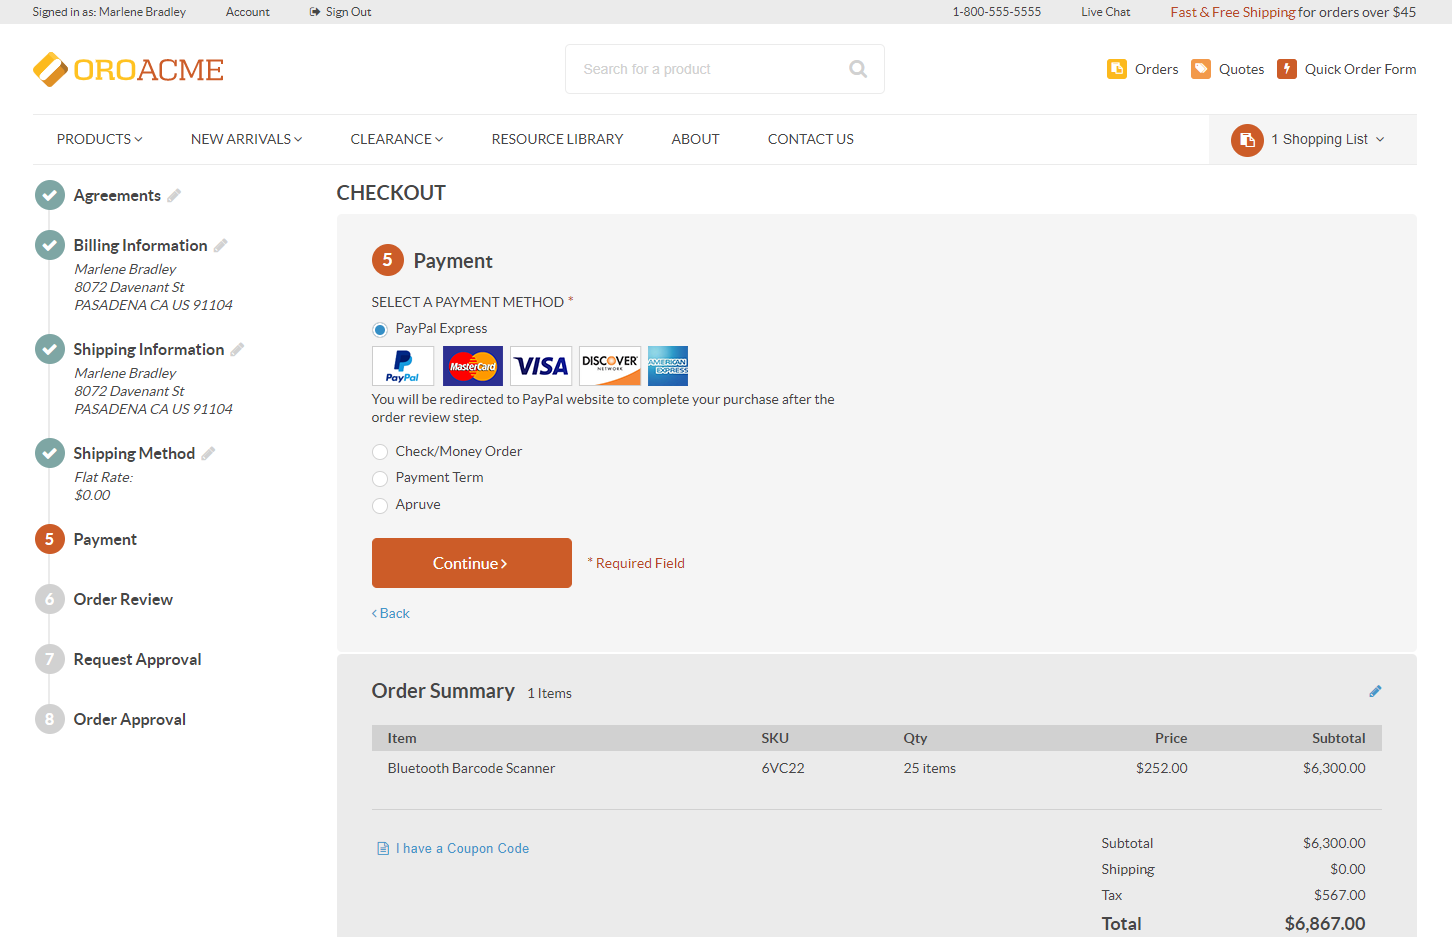 Signed in as: Marlene Bradley Account Sign Out 1-800-555-5555 Live Chat Fast & Free Shipping for orders over $45
OROACME Search for a product Orders Quotes Quick Order Form
PRODUCTS NEW ARRIVALS CLEARANCE RESOURCE LIBRARY ABOUT CONTACT US 1 Shopping List
Agreements
Billing Information
Marlene Bradley
8072 Davenant St
PASADENA CA US 91104
Shipping Information
Marlene Bradley
8072 Davenant St
PASADENA CA US 91104
Shipping Method
Flat Rate:
$0.00
5 Payment
6 Order Review
7 Request Approval
8 Order Approval
CHECKOUT
5 Payment
SELECT A PAYMENT METHOD *
PayPal Express
PayPal MasterCard VISA DISCOVER NETWORK AMERICAN EXPRESS
You will be redirected to PayPal website to complete your purchase after the
order review step.
Check/Money Order
Payment Term
Apruve
Continue * Required Field
Back
Order Summary 1 Items
Item SKU Qty Price Subtotal
Bluetooth Barcode Scanner 6VC22 25 items $252.00 $6,300.00
I have a Coupon Code
Subtotal $6,300.00
Shipping $0.00
Tax $567.00
Total $6,867.00